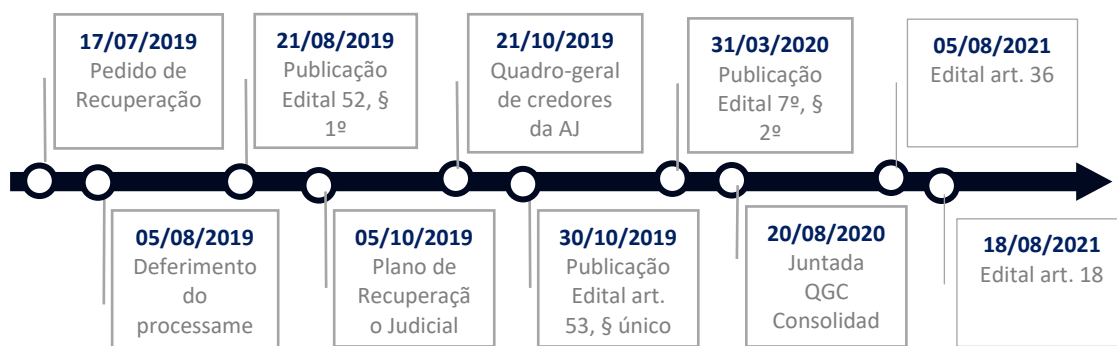 17/07/2019
Pedido de
Recuperação
21/08/2019
Publicação
Edital 52, §
1º
21/10/2019
Quadro-geral
de credores
da AJ
31/03/2020
Publicação
Edital 7º, §
2º
05/08/2021
Edital art. 36
05/08/2019
Deferimento
do
processame
05/10/2019
Plano de
Recuperaçã
o Judicial
30/10/2019
Publicação
Edital art.
53, § único
20/08/2020
Juntada
QGC
Consolidad
18/08/2021
Edital art. 18